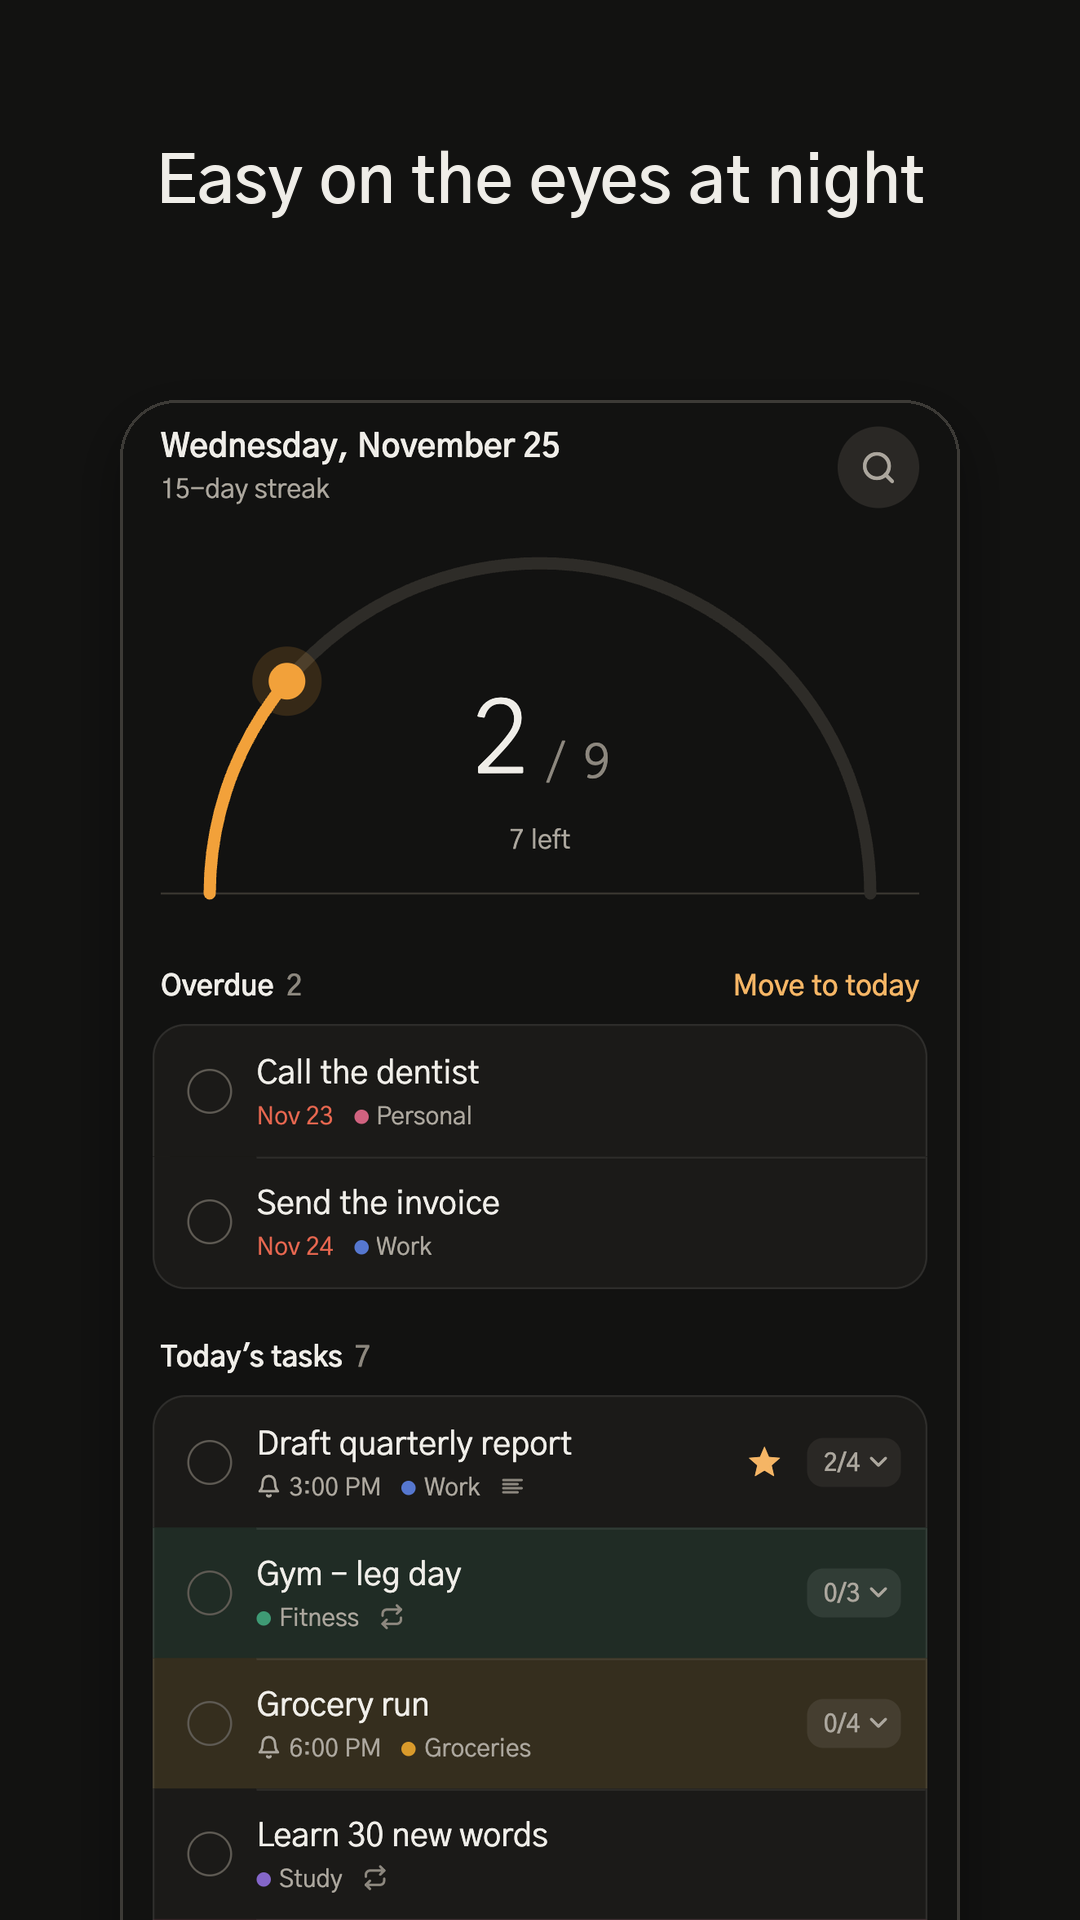 Easy on the eyes at night
Wednesday, November 25
15-day streak
2 / 9
7 left
Overdue 2
Move to today
Call the dentist
Nov 23 Personal
Send the invoice
Nov 24 Work
Today's tasks 7
Draft quarterly report
3:00 PM Work
2/4
Gym – leg day
Fitness
0/3
Grocery run
6:00 PM Groceries
0/4
Learn 30 new words
Study